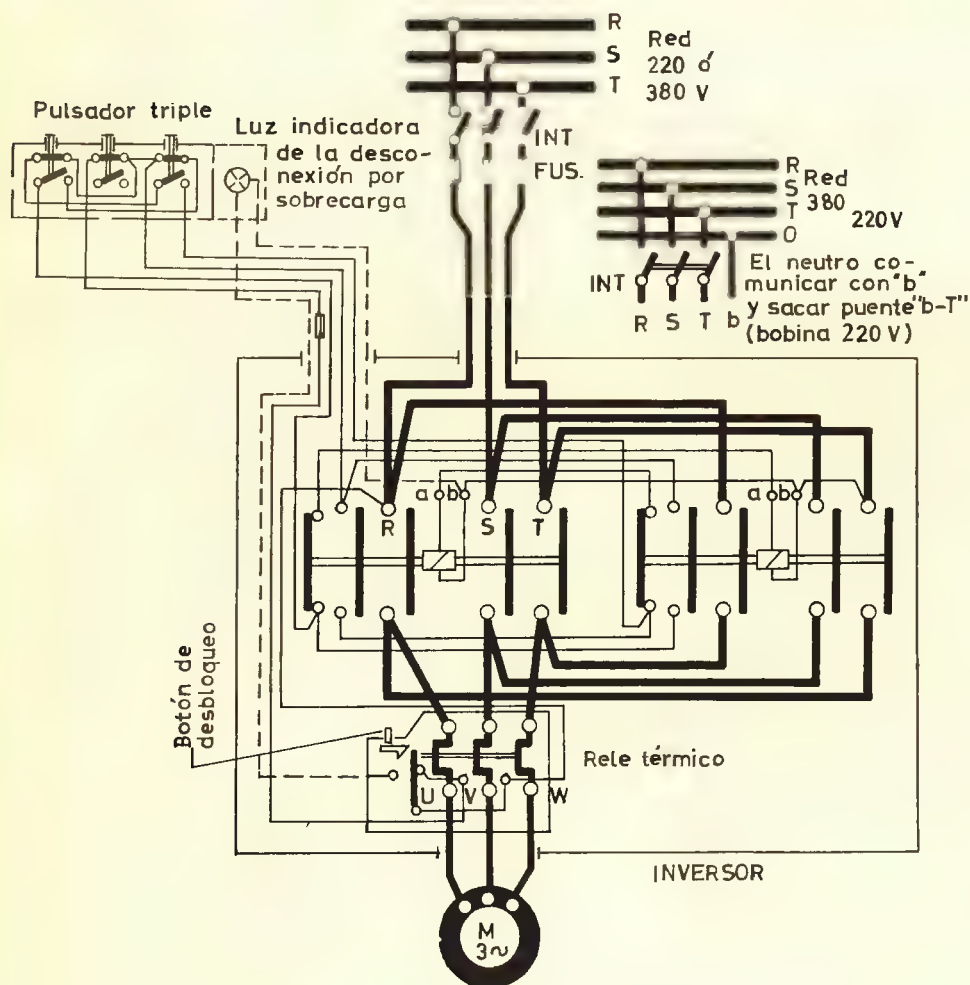 R
S
T
Red
220 ó
380 V
Pulsador triple
Luz indicadora
de la desco-
nexión por
sobrecarga
INT
FUS.
R
S
T
O
Red
380
220V
INT
R S T b
El neutro co-
municar con "b"
y sacar puente "b-T"
(bobina 220 V)
a b
a b
R S T
Botón de
desbloqueo
Rele térmico
U V W
INVERSOR
M
3~